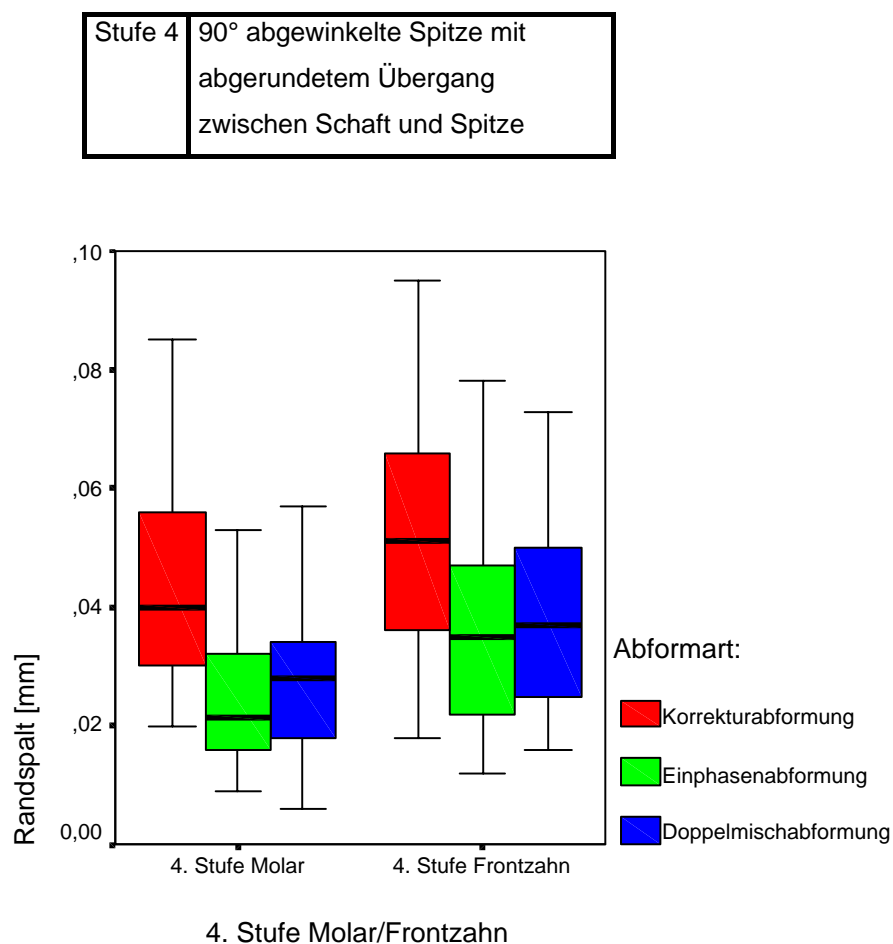 Stufe 4 90° abgewinkelte Spitze mit
abgerundetem Übergang
zwischen Schaft und Spitze
,10
,08
,06
,04
,02
0,00
Randspalt [mm]
4. Stufe Molar 4. Stufe Frontzahn
4. Stufe Molar/Frontzahn
Abformart:
Korrekturabformung
Einphasenabformung
Doppelmischabformung